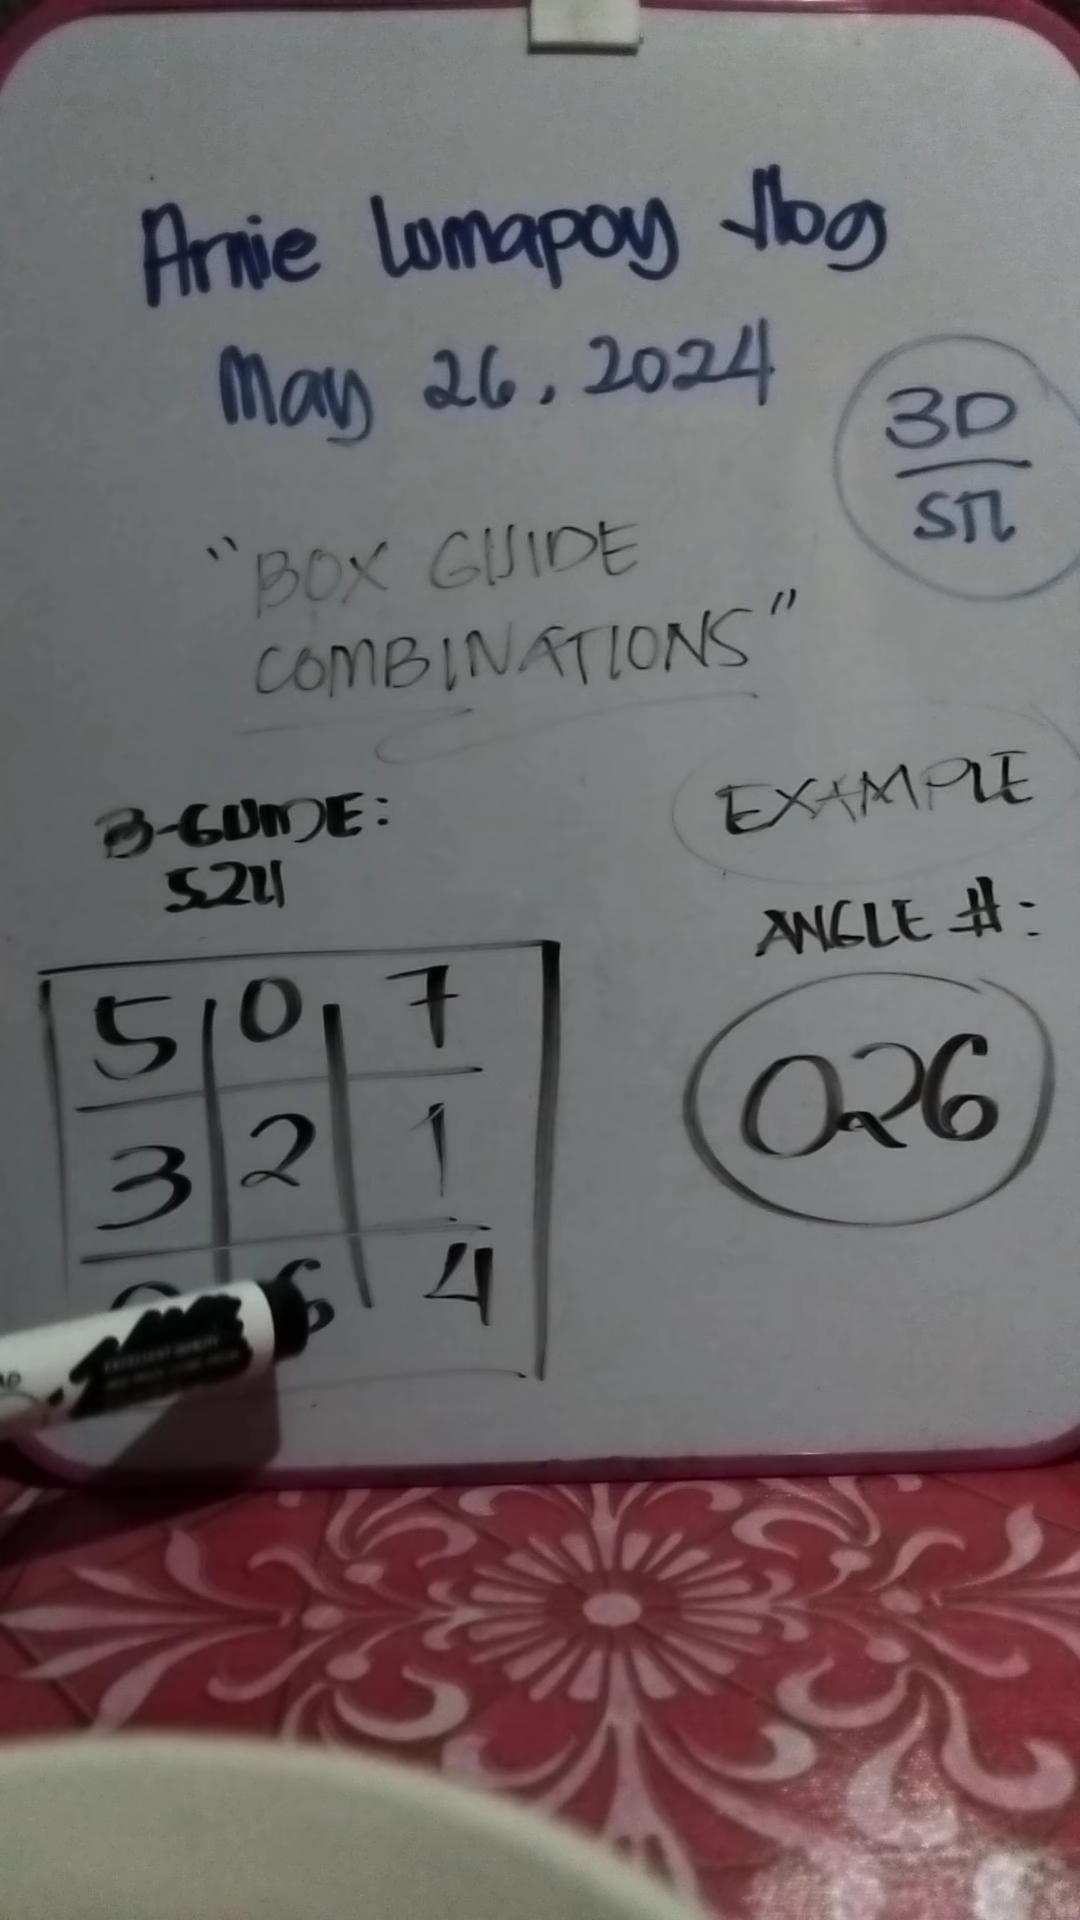 Arnie Lumapoy vlog
May 26, 2024
3D
STL
"BOX GUIDE
COMBINATIONS"
B-GUIDE:
524
EXAMPLE
ANGLE #:
026
5 0 7
3 2 1
6 4